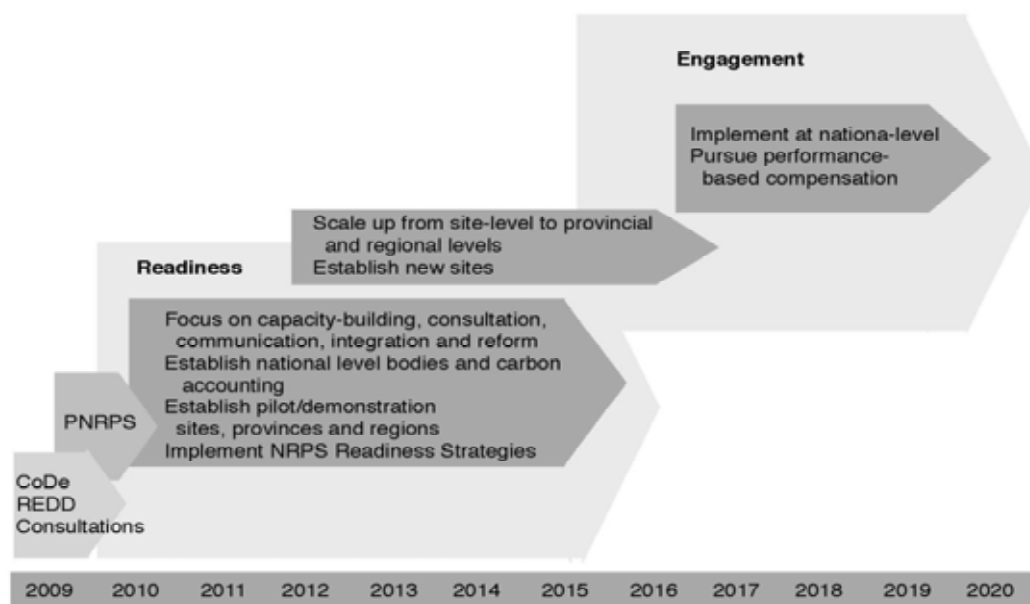 Engagement
Implement at nationa-level
Pursue performance-
based compensation
Scale up from site-level to provincial
and regional levels
Establish new sites
Readiness
Focus on capacity-building, consultation,
communication, integration and reform
Establish national level bodies and carbon
accounting
Establish pilot/demonstration
sites, provinces and regions
Implement NRPS Readiness Strategies
PNRPS
CoDe
REDD
Consultations
2009 2010 2011 2012 2013 2014 2015 2016 2017 2018 2019 2020